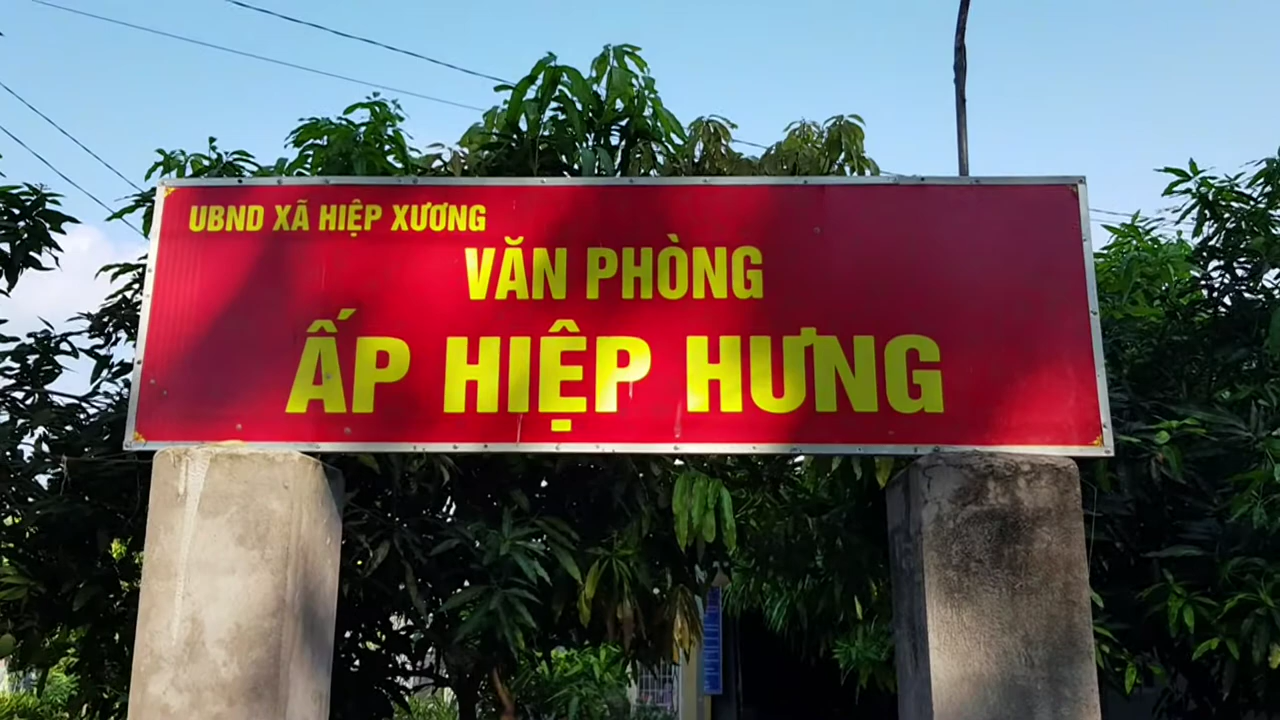 UBND XÃ HIỆP XƯƠNG
VĂN PHÒNG
ẤP HIỆP HƯNG